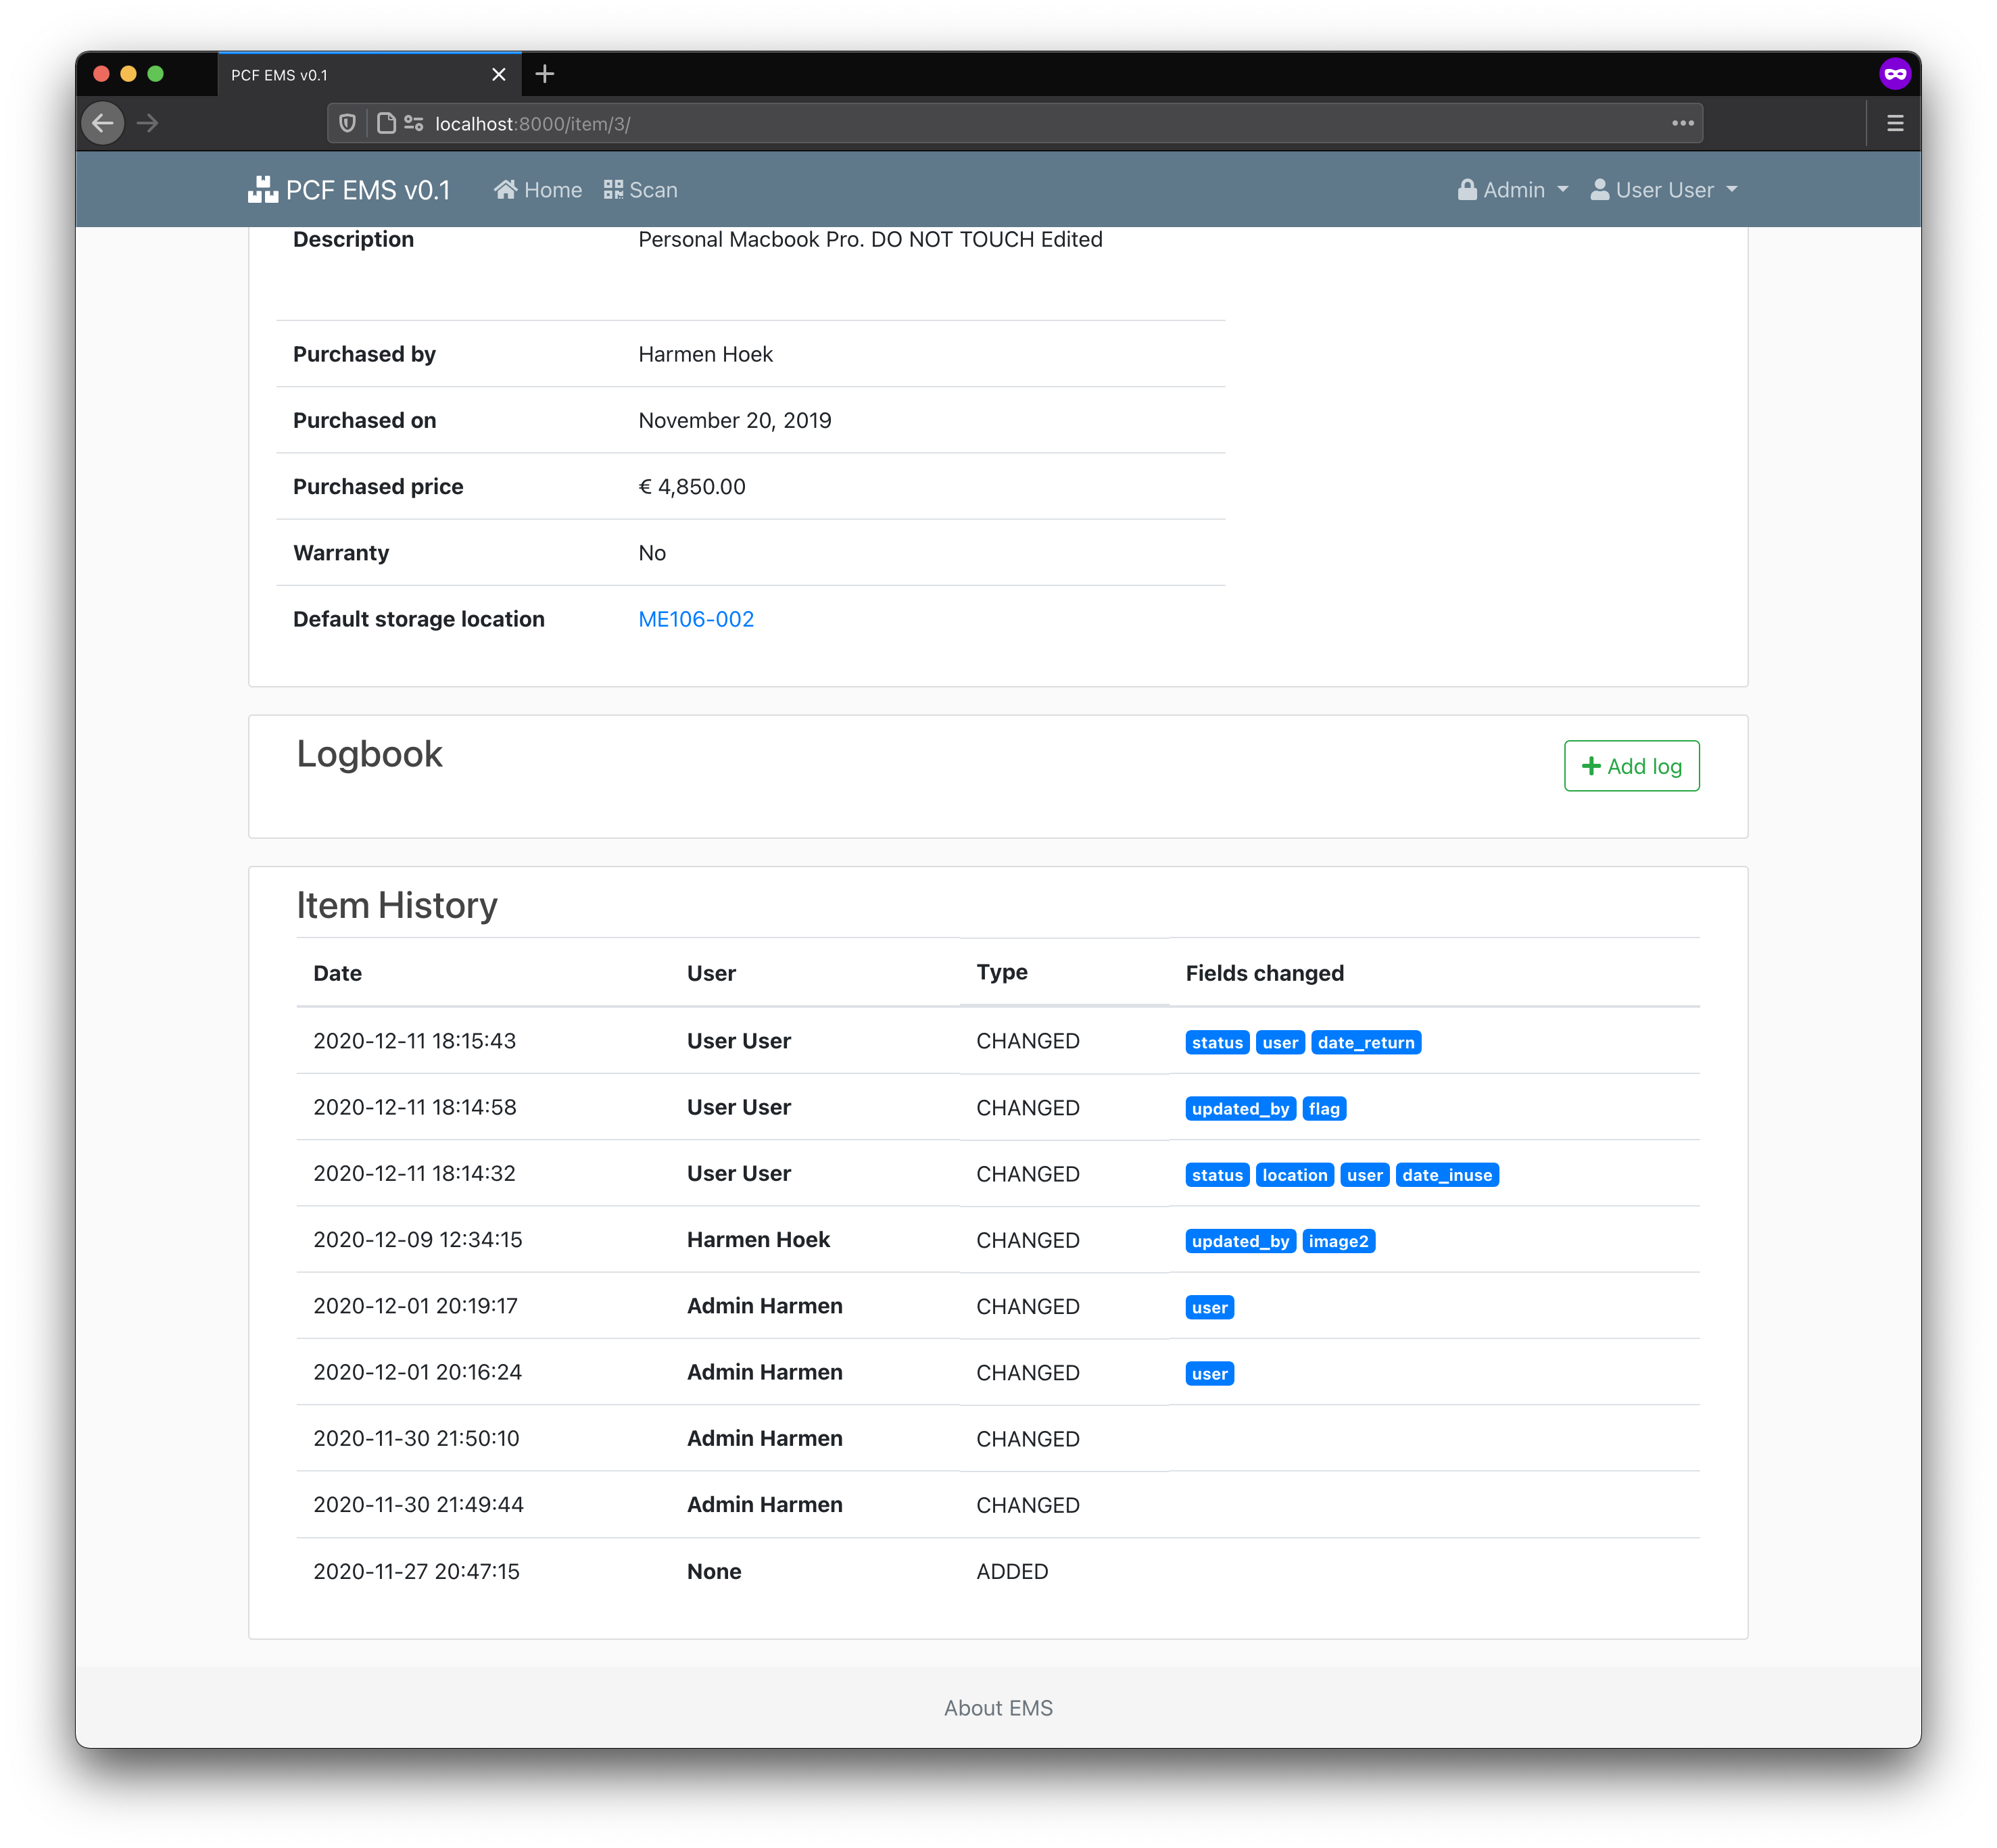 PCF EMS v0.1
localhost:8000/item/3/
PCF EMS v0.1 Home Scan Admin User User
Description Personal Macbook Pro. DO NOT TOUCH Edited
Purchased by Harmen Hoek
Purchased on November 20, 2019
Purchased price € 4,850.00
Warranty No
Default storage location ME106-002
Logbook
Add log
Item History
Date User Type Fields changed
2020-12-11 18:15:43 User User CHANGED status user date_return
2020-12-11 18:14:58 User User CHANGED updated_by flag
2020-12-11 18:14:32 User User CHANGED status location user date_inuse
2020-12-09 12:34:15 Harmen Hoek CHANGED updated_by image2
2020-12-01 20:19:17 Admin Harmen CHANGED user
2020-12-01 20:16:24 Admin Harmen CHANGED user
2020-11-30 21:50:10 Admin Harmen CHANGED
2020-11-30 21:49:44 Admin Harmen CHANGED
2020-11-27 20:47:15 None ADDED
About EMS